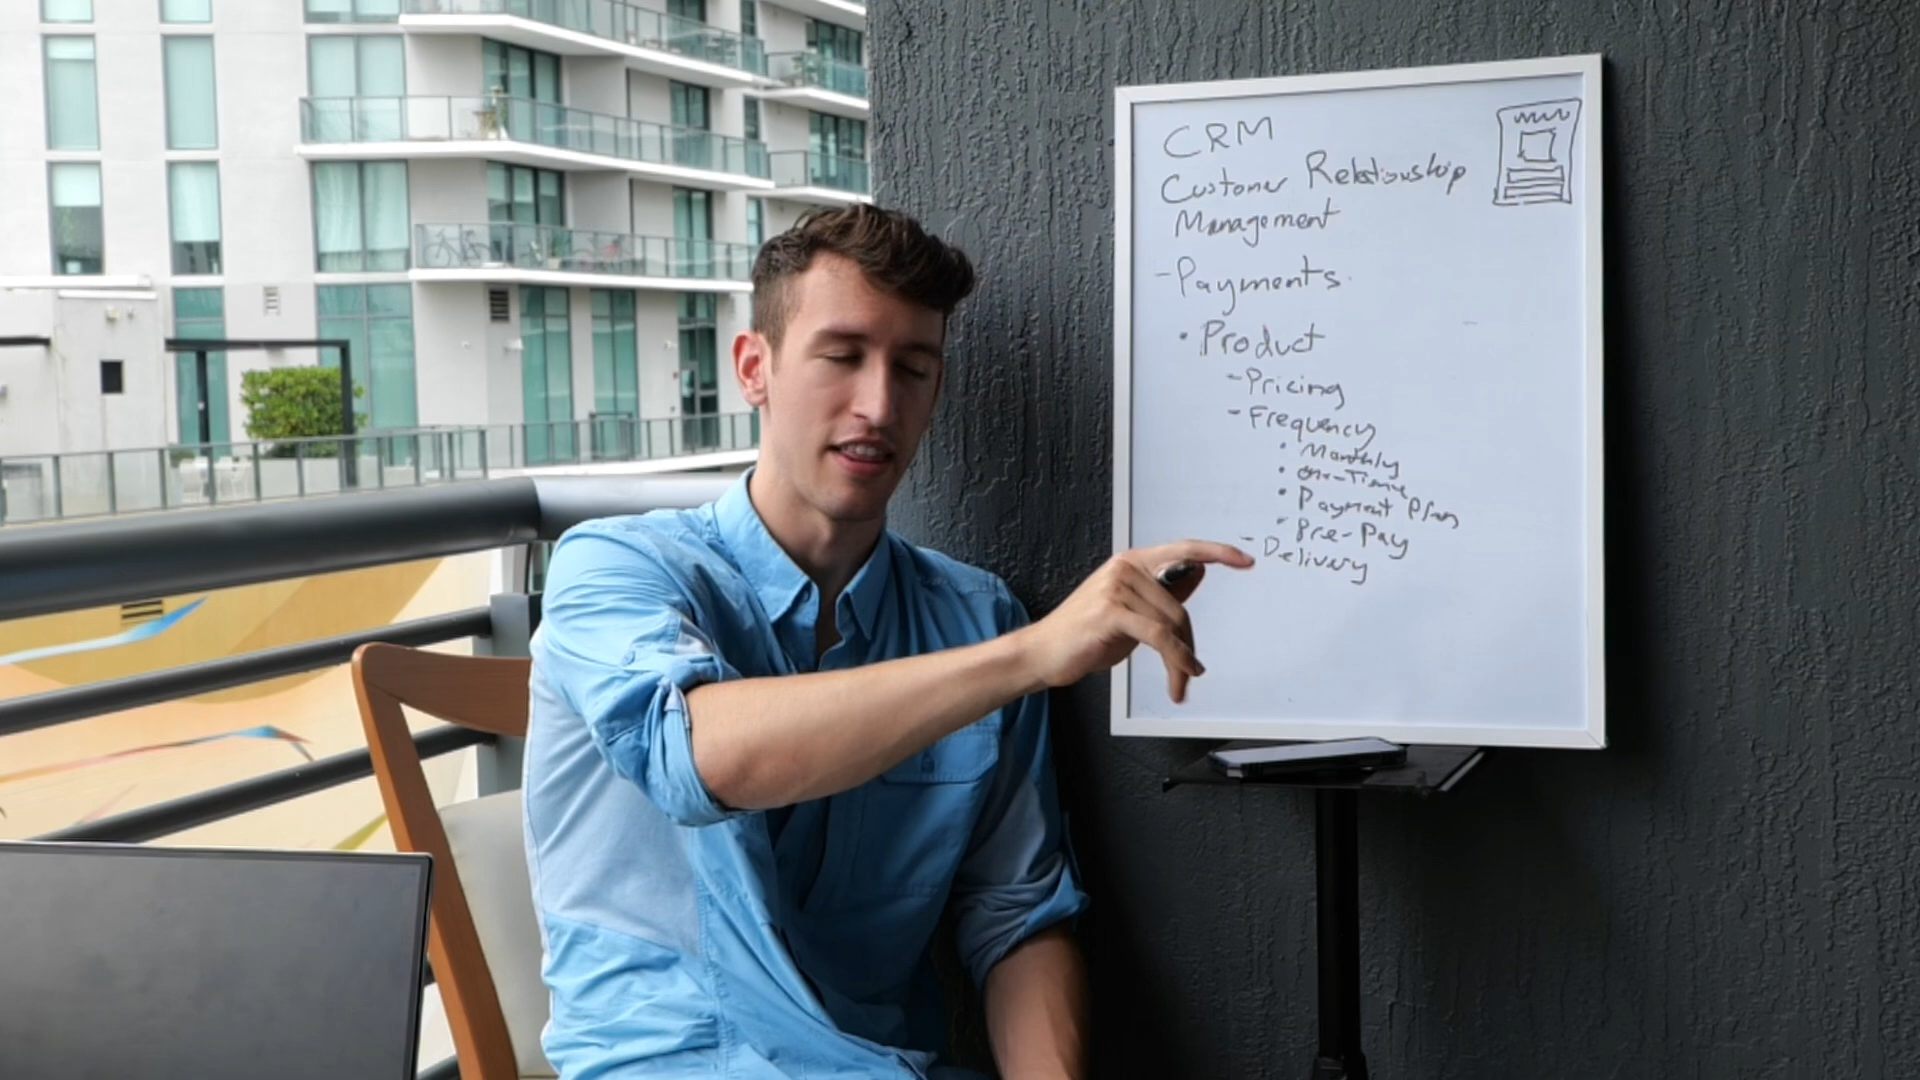 CRM
Customer Relationship
Management
- Payments.
• Product
- Pricing
- Frequency
• Monthly
• One-Time
• Payment Plan
• Pre-Pay
- Delivery